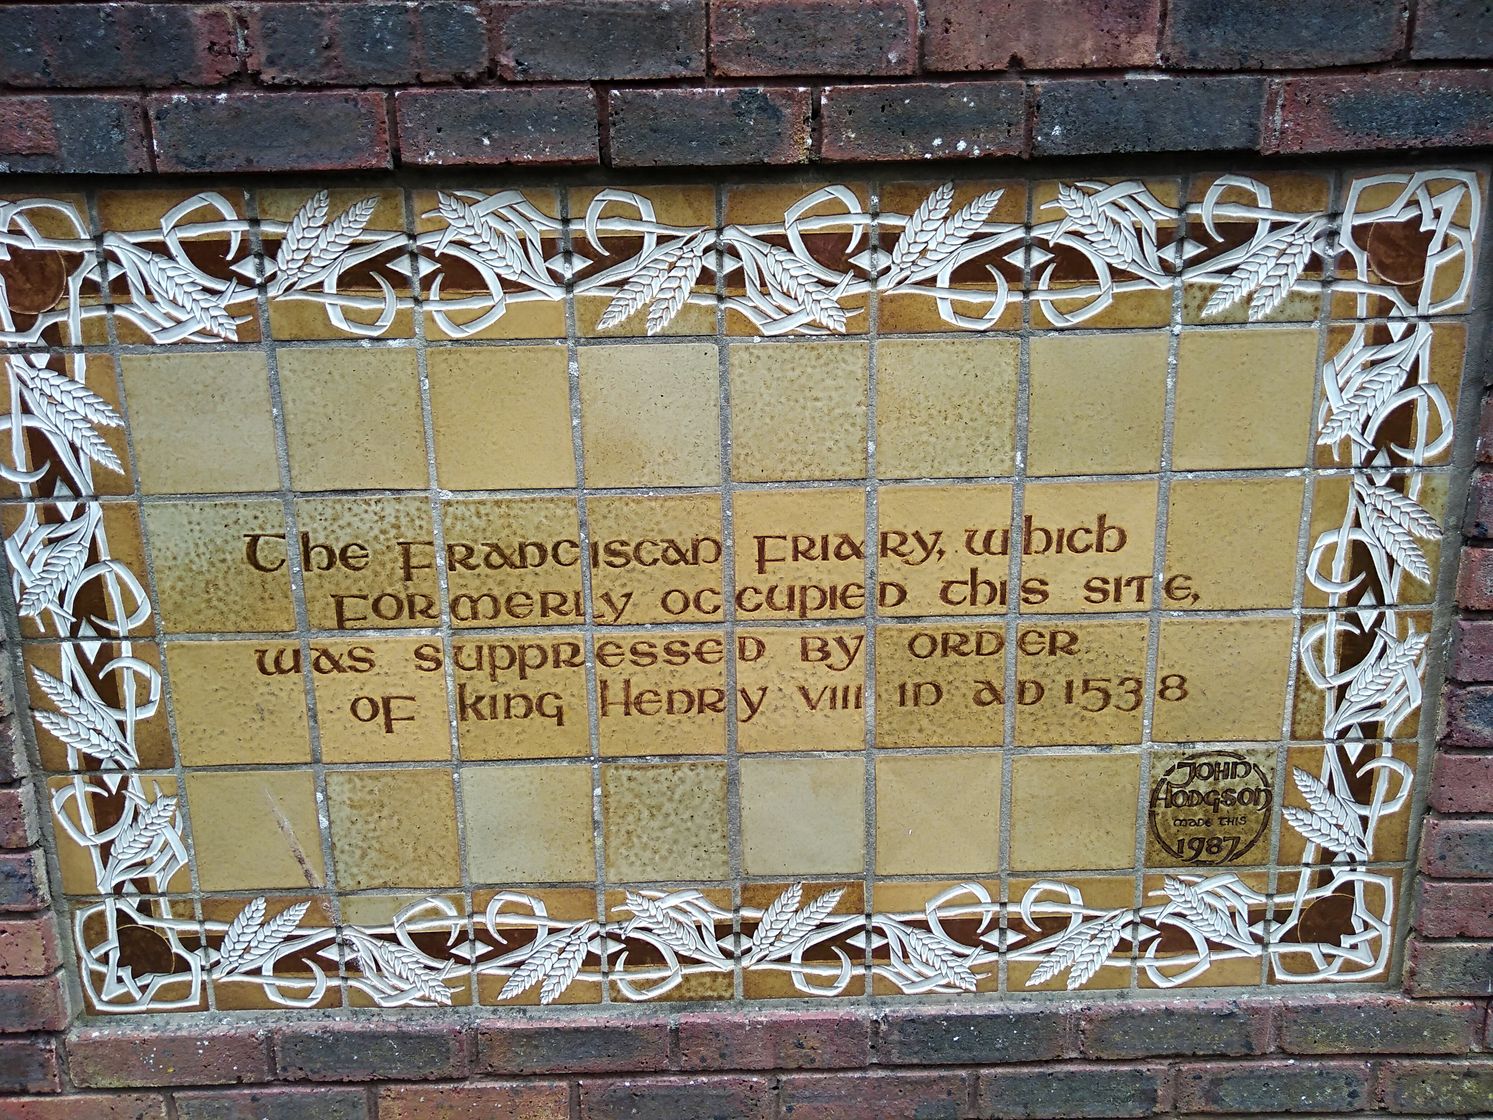 The Franciscan Friary, which
formerly occupied this site,
was suppressed by order
of King Henry VIII in AD 1538
JOHN
HODGSON
MADE THIS
1987